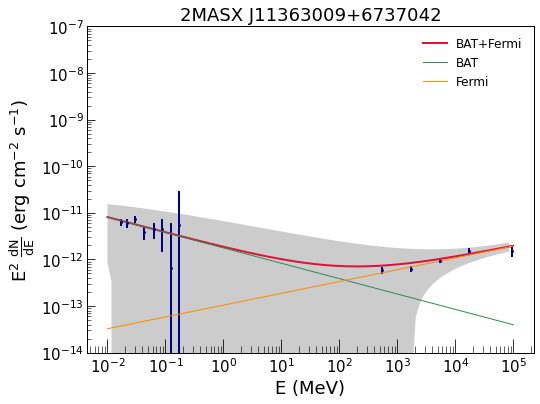 2MASX J11363009+6737042
BAT+Fermi
BAT
Fermi
10⁻⁷
10⁻⁸
10⁻⁹
10⁻¹⁰
10⁻¹¹
10⁻¹²
10⁻¹³
10⁻¹⁴
E² dN/dE (erg cm⁻² s⁻¹)
10⁻² 10⁻¹ 10⁰ 10¹ 10² 10³ 10⁴ 10⁵
E (MeV)